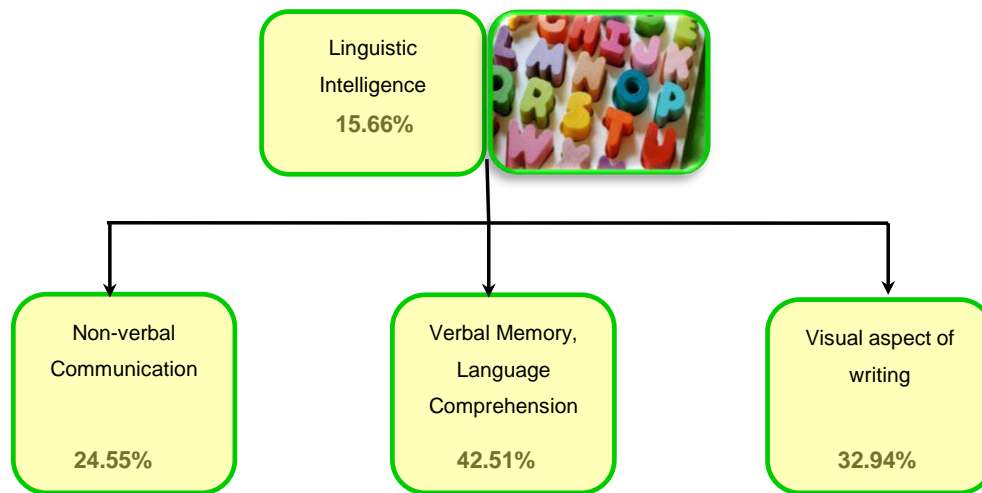 Linguistic
Intelligence
15.66%
Non-verbal
Communication
24.55%
Verbal Memory,
Language
Comprehension
42.51%
Visual aspect of
writing
32.94%
C H I E
L M N J K
R S T O P
W K M U